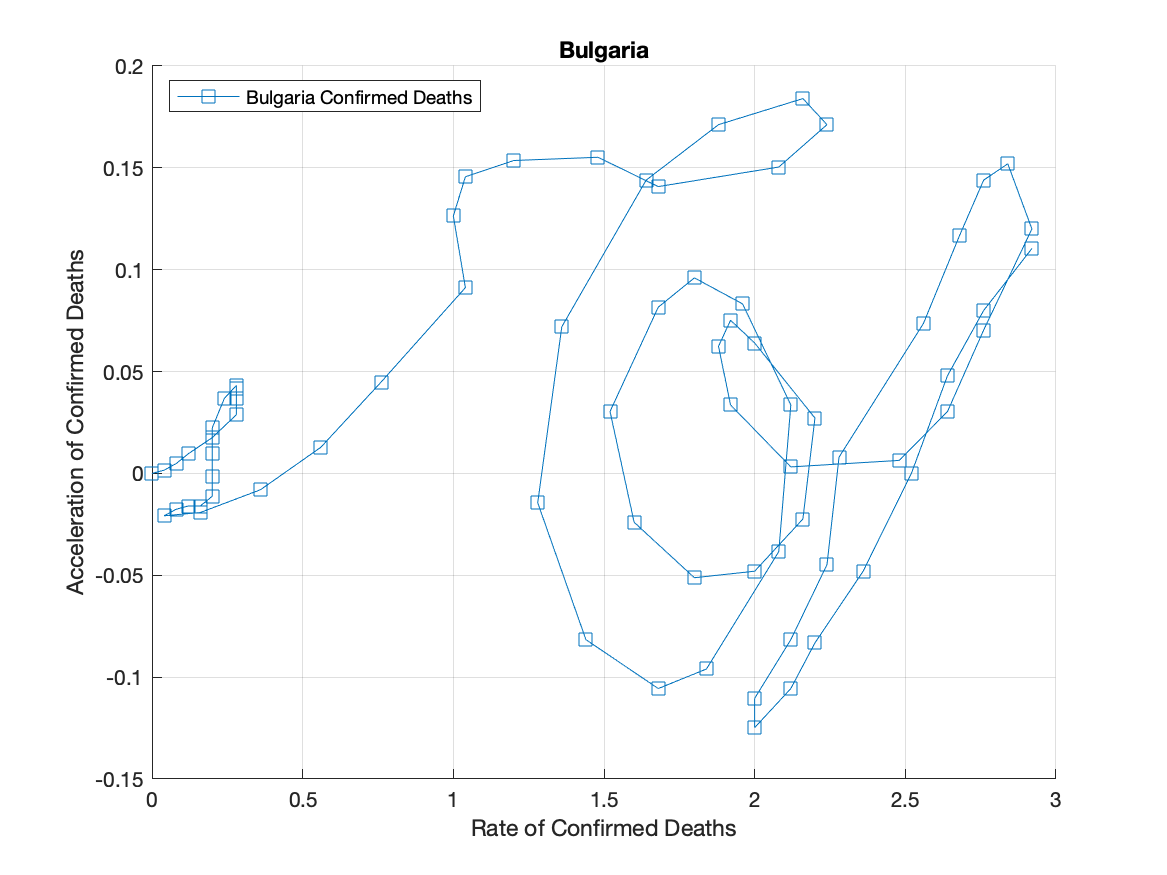 Bulgaria
Bulgaria Confirmed Deaths
0.2
0.15
0.1
0.05
0
-0.05
-0.1
-0.15
Acceleration of Confirmed Deaths
0 0.5 1 1.5 2 2.5 3
Rate of Confirmed Deaths